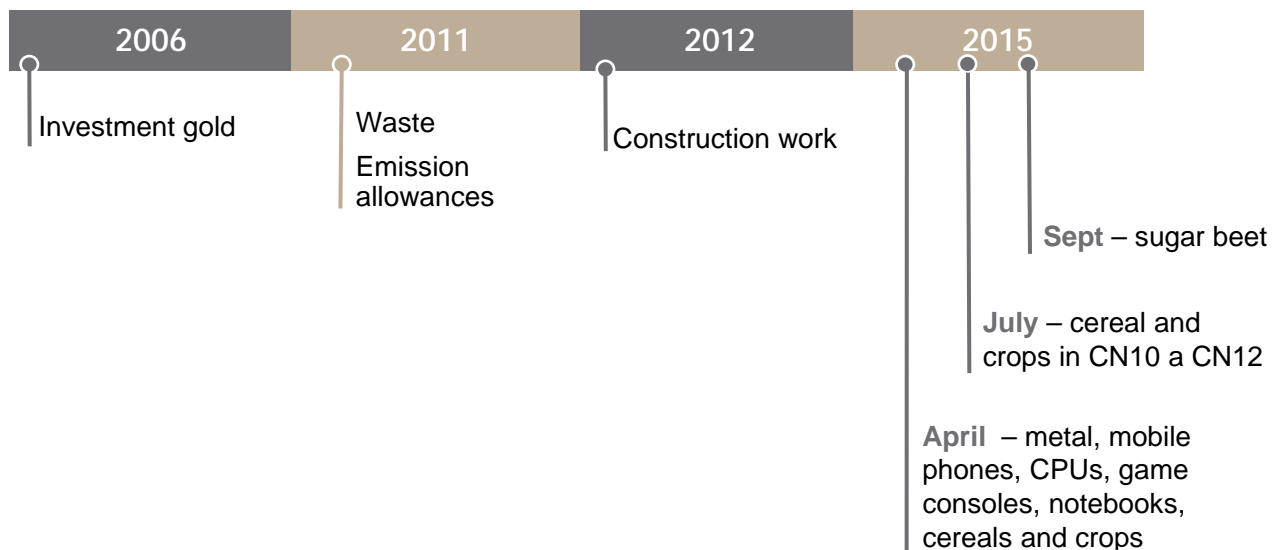 2006
2011
2012
2015
Investment gold
Waste
Emission
allowances
Construction work
Sept – sugar beet
July – cereal and
crops in CN10 a CN12
April – metal, mobile
phones, CPUs, game
consoles, notebooks,
cereals and crops